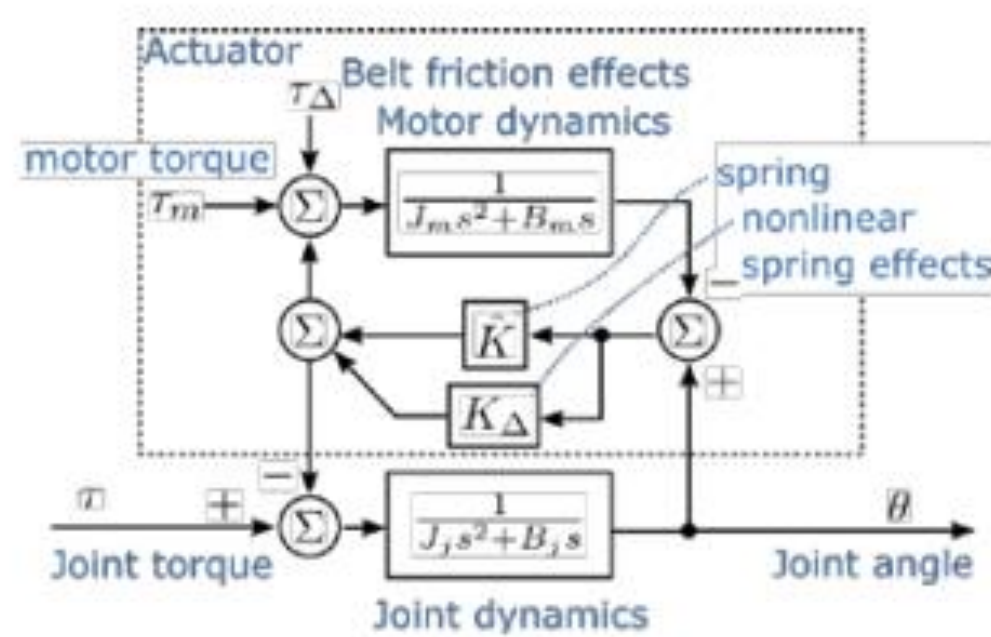 Actuator
τΔ
Belt friction effects
Motor dynamics
motor torque
τm
Σ
1
Jms²+Bms
spring
nonlinear
spring effects
−
Σ
K̂
Σ
+
KΔ
−
τ
+
Σ
1
Jjs²+Bjs
θ
Joint torque
Joint angle
Joint dynamics